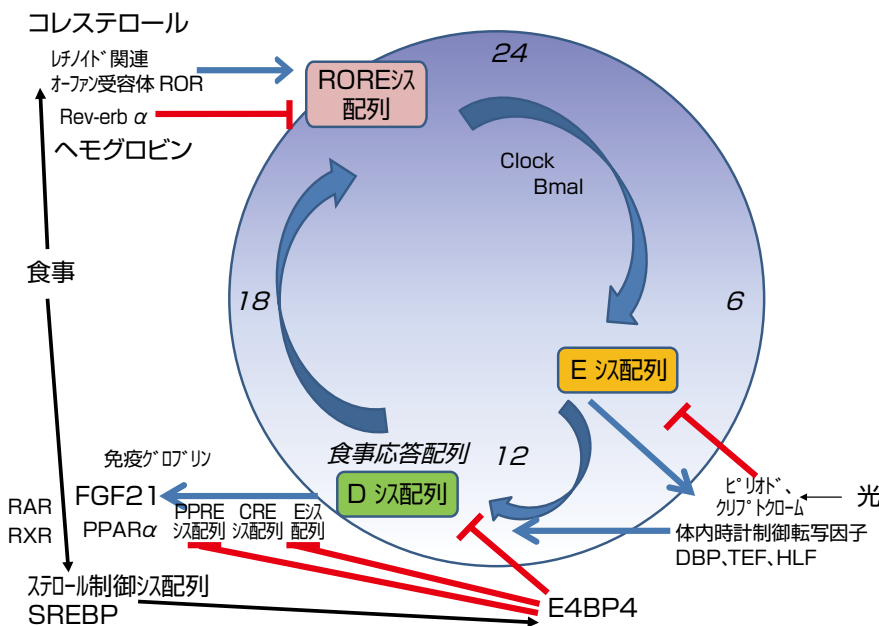 コレステロール
レチノイド関連
オーファン受容体 ROR
Rev-erb α
ヘモグロビン
ROREシス
配列
24
Clock
Bmal
食事
18
6
E シス配列
食事応答配列
12
D シス配列
免疫グロブリン
FGF21
PPARα
RAR
RXR
PPRE
シス配列
CRE
シス配列
Eシス
配列
ピリオド、
クリプトクローム
光
体内時計制御転写因子
DBP、TEF、HLF
ステロール制御シス配列
SREBP
E4BP4